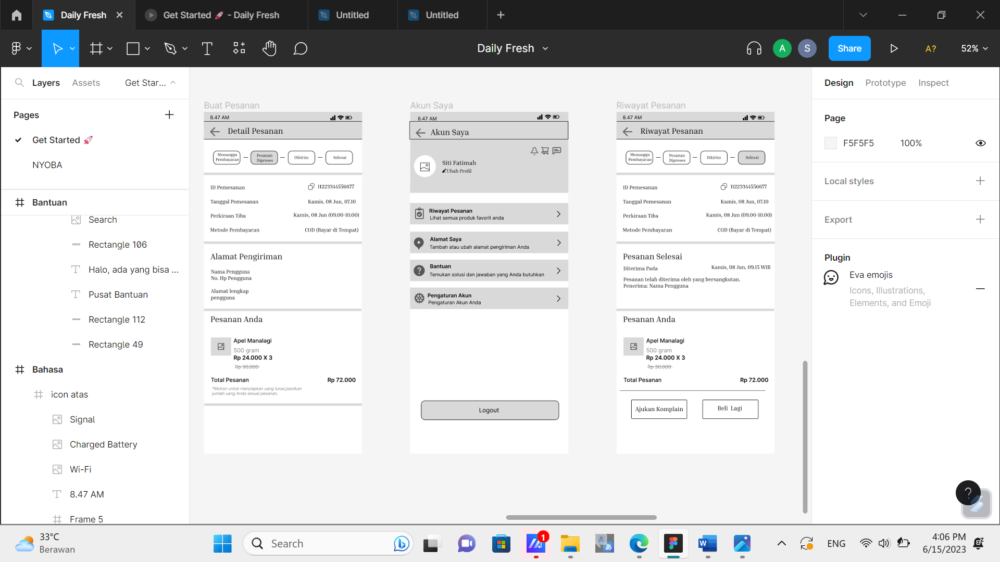 Daily Fresh
Get Started 🚀 - Daily Fresh
Untitled
Untitled
Daily Fresh
A
S
Share
A?
52%
Layers
Assets
Get Star...
Pages
Get Started 🚀
NYOBA
Bantuan
Search
Rectangle 106
Halo, ada yang bisa ...
Pusat Bantuan
Rectangle 112
Rectangle 49
Bahasa
icon atas
Signal
Charged Battery
Wi-Fi
8.47 AM
Frame 5
Buat Pesanan
8.47 AM
Detail Pesanan
Menunggu
Pembayaran
Pesanan
Diproses
Dikirim
Selesai
ID Pemesanan
11223344556677
Tanggal Pemesanan
Kamis, 08 Jun, 07.10
Perkiraan Tiba
Kamis, 08 Jun (09.00-10.00)
Metode Pembayaran
COD (Bayar di Tempat)
Alamat Pengiriman
Nama Pengguna
No. Hp Pengguna
Alamat lengkap
pengguna
Pesanan Anda
Apel Manalagi
500 gram
Rp 24.000 X 3
Rp 30.000
Total Pesanan
Rp 72.000
*Mohon untuk menyiapkan uang tunai,pastikan
jumlah uang Anda sesuai pesanan.
Akun Saya
8.47 AM
Akun Saya
Siti Fatimah
Ubah Profil
Riwayat Pesanan
Lihat semua produk favorit anda
Alamat Saya
Tambah atau ubah alamat pengiriman Anda
Bantuan
Temukan solusi dan jawaban yang Anda butuhkan
Pengaturan Akun
Pengaturan Akun Anda
Logout
Riwayat Pesanan
8.47 AM
Riwayat Pesanan
Menunggu
Pembayaran
Pesanan
Diproses
Dikirim
Selesai
ID Pemesanan
11223344556677
Tanggal Pemesanan
Kamis, 08 Jun, 07.10
Perkiraan Tiba
Kamis, 08 Jun (09.00-10.00)
Metode Pembayaran
COD (Bayar di Tempat)
Pesanan Selesai
Diterima Pada
Kamis, 08 Jun, 09.15 WIB
Pesanan telah diterima oleh yang bersangkutan.
Penerima: Nama Pengguna
Pesanan Anda
Apel Manalagi
500 gram
Rp 24.000 X 3
Rp 30.000
Total Pesanan
Rp 72.000
Ajukan Komplain
Beli Lagi
Design
Prototype
Inspect
Page
F5F5F5
100%
Local styles
Export
Plugin
Eva emojis
Icons, Illustrations,
Elements, and Emoji
?
33°C
Berawan
Search
1
ENG
4:06 PM
6/15/2023